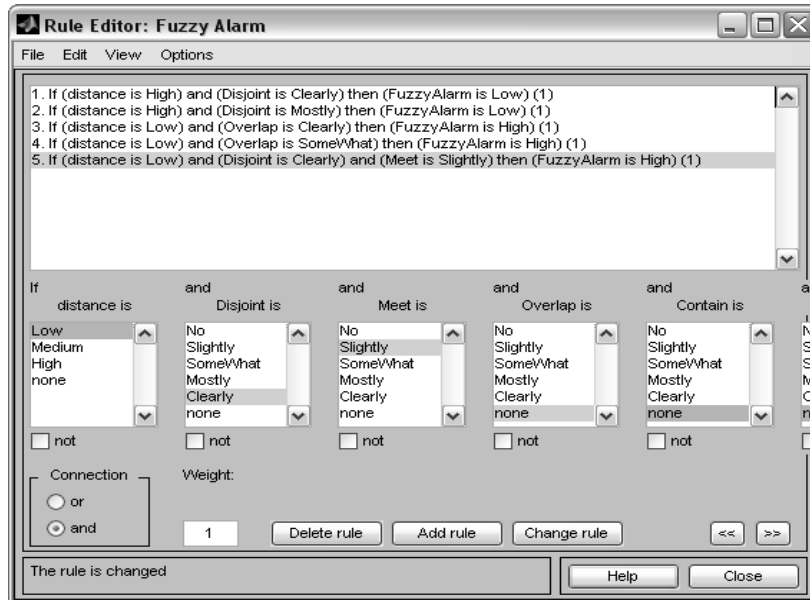 Rule Editor: Fuzzy Alarm
File Edit View Options
1. If (distance is High) and (Disjoint is Clearly) then (FuzzyAlarm is Low) (1)
2. If (distance is High) and (Disjoint is Mostly) then (FuzzyAlarm is Low) (1)
3. If (distance is Low) and (Overlap is Clearly) then (FuzzyAlarm is High) (1)
4. If (distance is Low) and (Overlap is SomeWhat) then (FuzzyAlarm is High) (1)
5. If (distance is Low) and (Disjoint is Clearly) and (Meet is Slightly) then (FuzzyAlarm is High) (1)
If and and and and
distance is Disjoint is Meet is Overlap is Contain is
Low No No No No
Medium Slightly Slightly Slightly Slightly
High SomeWhat SomeWhat SomeWhat SomeWhat
none Mostly Mostly Mostly Mostly
Clearly Clearly Clearly Clearly
none none none none
not not not not not
Connection Weight:
or
and 1 Delete rule Add rule Change rule << >>
The rule is changed Help Close